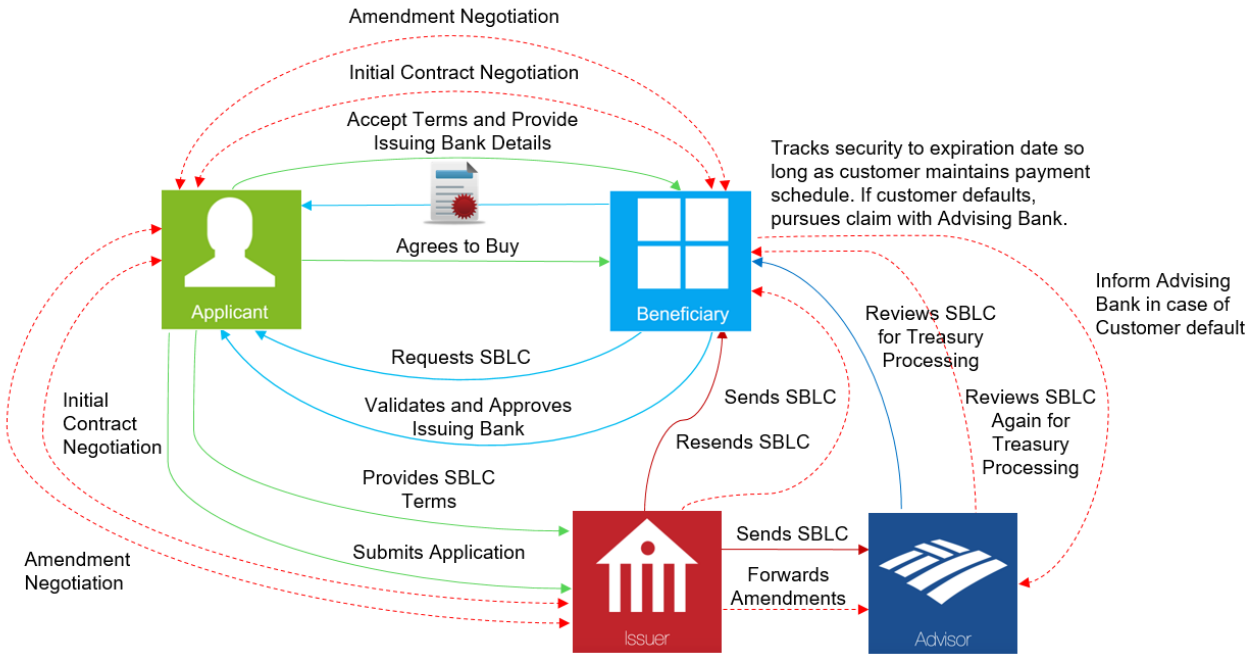 Amendment Negotiation
Initial Contract Negotiation
Accept Terms and Provide
Issuing Bank Details
Tracks security to expiration date so
long as customer maintains payment
schedule. If customer defaults,
pursues claim with Advising Bank.
Agrees to Buy
Applicant
Beneficiary
Inform Advising
Bank in case of
Customer default
Reviews SBLC
for Treasury
Processing
Requests SBLC
Validates and Approves
Issuing Bank
Sends SBLC
Resends SBLC
Reviews SBLC
Again for
Treasury
Processing
Initial
Contract
Negotiation
Provides SBLC
Terms
Submits Application
Amendment
Negotiation
Sends SBLC
Forwards
Amendments
Issuer
Advisor